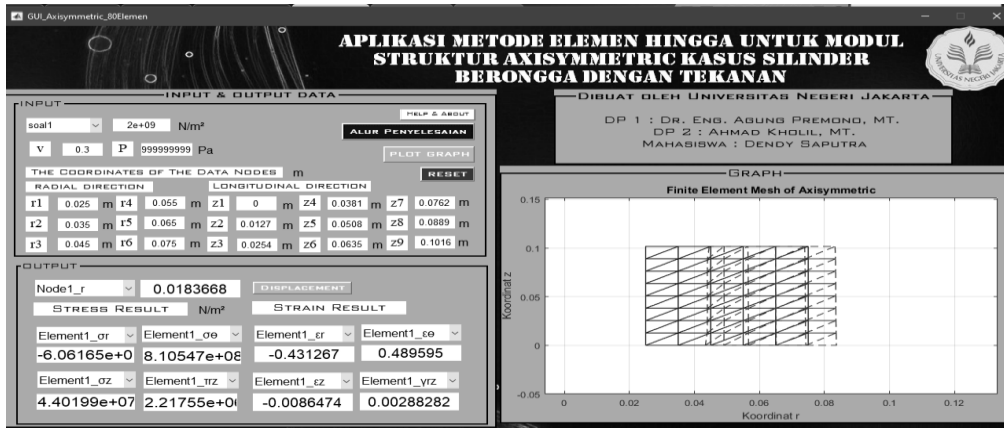 GUI_Axisymmetric_80Elemen
APLIKASI METODE ELEMEN HINGGA UNTUK MODUL
STRUKTUR AXISYMMETRIC KASUS SILINDER
BERONGGA DENGAN TEKANAN
INPUT & OUTPUT DATA
INPUT
soal1 2e+09 N/m²
HELP & ABOUT
ALUR PENYELESAIAN
v 0.3 P 999999999 Pa
PLOT GRAPH
THE COORDINATES OF THE DATA NODES m
RESET
RADIAL DIRECTION LONGITUDINAL DIRECTION
r1 0.025 m r4 0.055 m z1 0 m z4 0.0381 m z7 0.0762 m
r2 0.035 m r5 0.065 m z2 0.0127 m z5 0.0508 m z8 0.0889 m
r3 0.045 m r6 0.075 m z3 0.0254 m z6 0.0635 m z9 0.1016 m
OUTPUT
Node1_r 0.0183668 DISPLACEMENT
STRESS RESULT N/m² STRAIN RESULT
Element1_σr Element1_σθ Element1_εr Element1_εθ
-6.06165e+0 8.10547e+08 -0.431267 0.489595
Element1_σz Element1_πrz Element1_εz Element1_γrz
4.40199e+07 2.21755e+0 -0.0086474 0.00288282
DIBUAT OLEH UNIVERSITAS NEGERI JAKARTA
DP 1 : DR. ENG. AGUNG PREMONO, MT.
DP 2 : AHMAD KHOLIL, MT.
MAHASISWA : DENDY SAPUTRA
GRAPH
Finite Element Mesh of Axisymmetric
0.15
0.1
0.05
0
-0.05
Koordinat z
0 0.02 0.04 0.06 0.08 0.1 0.12
Koordinat r